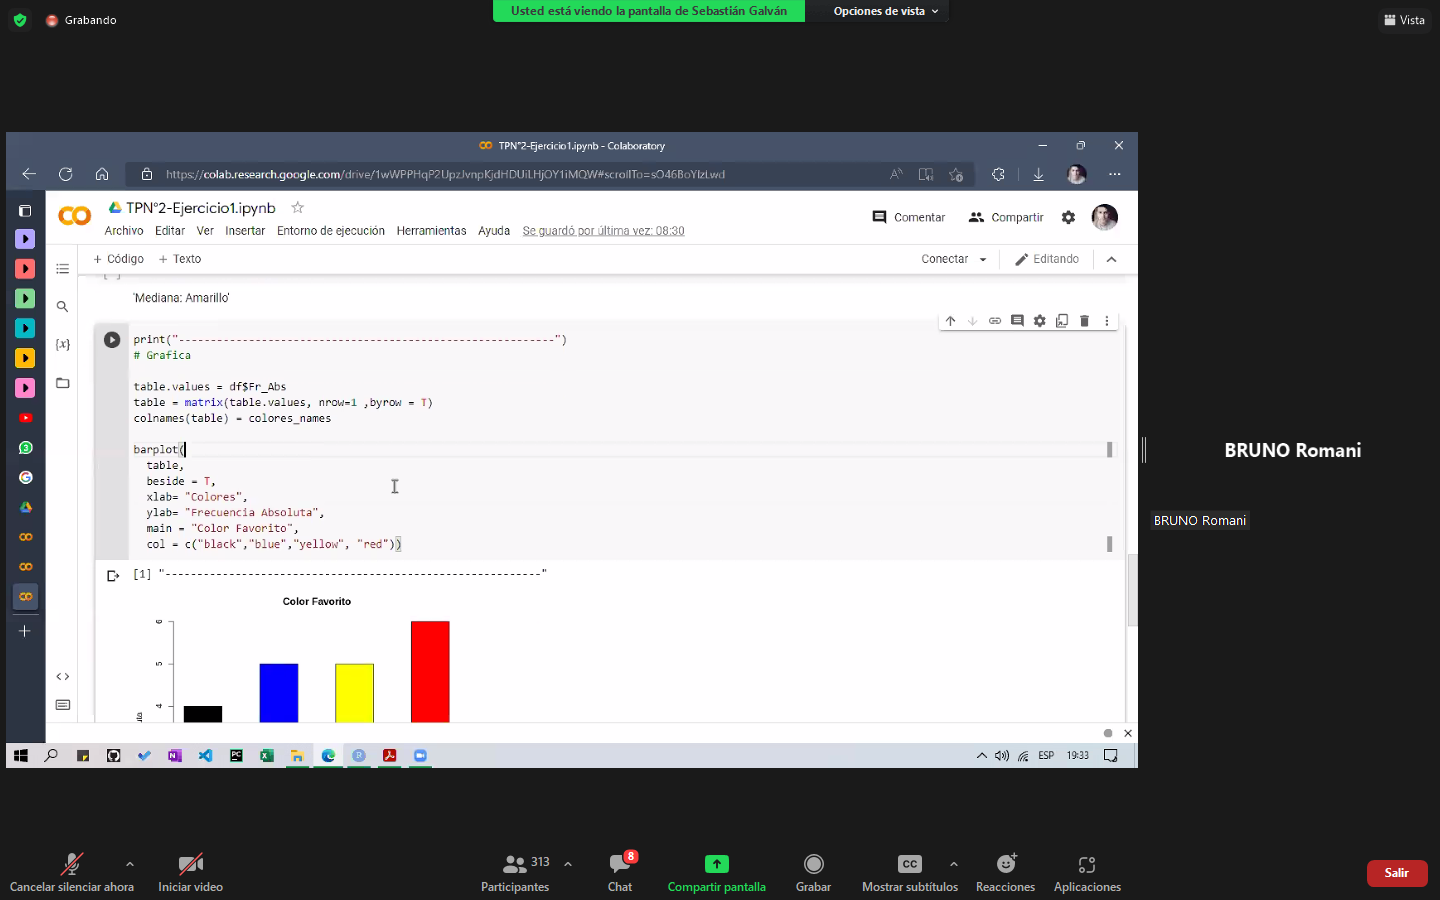 Grabando
Usted está viendo la pantalla de Sebastián Galván
Opciones de vista
Vista
TPN°2-Ejercicio1.ipynb - Colaboratory
https://colab.research.google.com/drive/1wWPPHqP2UpzJvnpKjdHDUiLHjOY1iMQW#scrollTo=sO46BoYlzLwd
TPN°2-Ejercicio1.ipynb
Comentar
Compartir
Archivo Editar Ver Insertar Entorno de ejecución Herramientas Ayuda Se guardó por última vez: 08:30
+ Código + Texto
Conectar
Editando
'Mediana: Amarillo'
print("-----------------------------------------------------------")
# Grafica
table.values = df$Fr_Abs
table = matrix(table.values, nrow=1 ,byrow = T)
colnames(table) = colores_names
barplot(
table,
beside = T,
xlab= "Colores",
ylab= "Frecuencia Absoluta",
main = "Color Favorito",
col = c("black","blue","yellow", "red"))
[1] "-----------------------------------------------------------"
Color Favorito
6
5
4
BRUNO Romani
BRUNO Romani
ESP
19:33
Cancelar silenciar ahora
Iniciar video
313
Participantes
8
Chat
Compartir pantalla
Grabar
CC
Mostrar subtítulos
Reacciones
Aplicaciones
Salir